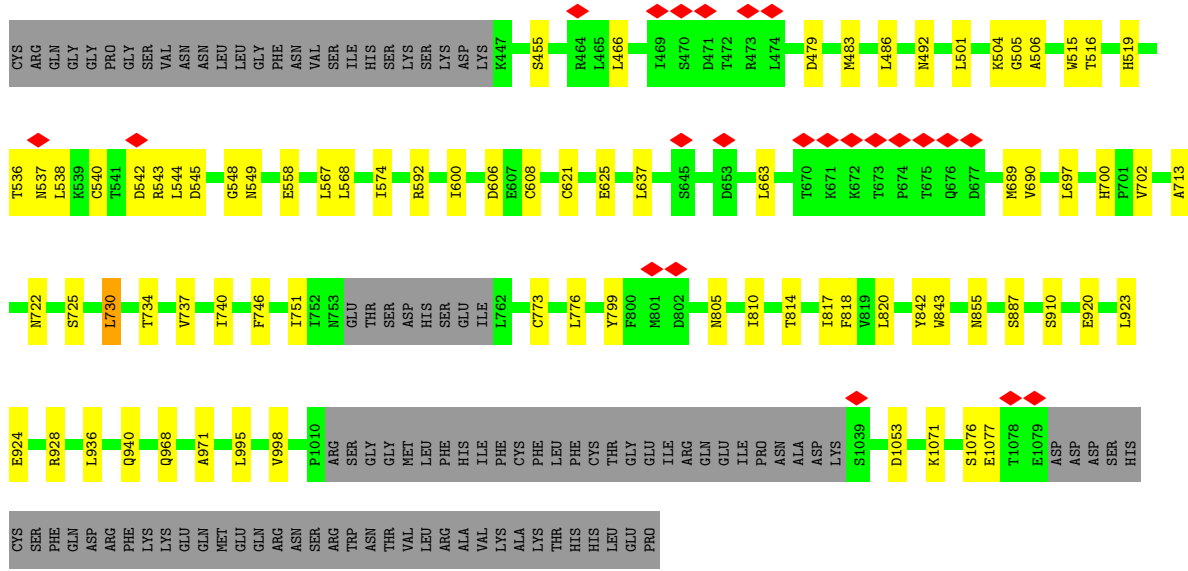 CYS ARG GLN GLY GLY PRO GLY SER VAL ASN ASN LEU LEU GLY PHE ASN VAL SER ILE HIS SER LYS SER LYS ASP LYS K447 S455 R464 L465 L466 I469 S470 D471 T472 R473 L474 D479 M483 L486 N492 L501 K504 G505 A506 W515 T516 H519
T536 N537 L538 K539 C540 T541 D542 R543 L544 D545 G548 N549 E558 L567 L568 I574 R592 I600 D606 E607 C608 C621 E625 L637 S645 D653 L663 T670 K671 K672 T673 P674 T675 Q676 D677 M689 V690 L697 H700 P701 V702 A713
N722 S725 L730 T734 V737 I740 F746 I751 I752 N753 GLU THR SER ASP HIS SER GLU ILE L762 C773 L776 Y799 F800 M801 D802 N805 I810 T814 I817 F818 V819 L820 Y842 W843 N855 S887 S910 E920 L923
E924 R928 L936 Q940 Q968 A971 L995 V998 P1010 ARG SER GLY GLY MET LEU PHE HIS ILE PHE CYS PHE LEU PHE CYS THR GLY GLU ILE ARG GLN GLU ILE PRO ASN ALA ASP LYS S1039 D1053 K1071 S1076 E1077 T1078 E1079 ASP ASP ASP SER HIS
CYS SER PHE GLN ASP ARG PHE LYS LYS GLU GLN MET GLU GLN ARG ASN SER ARG TRP ASN THR VAL LEU ARG ALA VAL LYS ALA LYS THR HIS HIS LEU GLU PRO